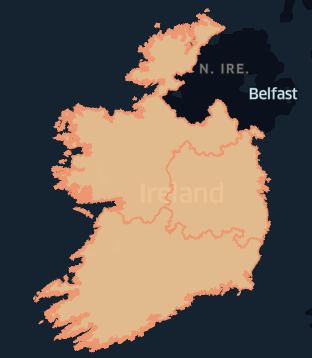 N. IRE.
Belfast
Ireland